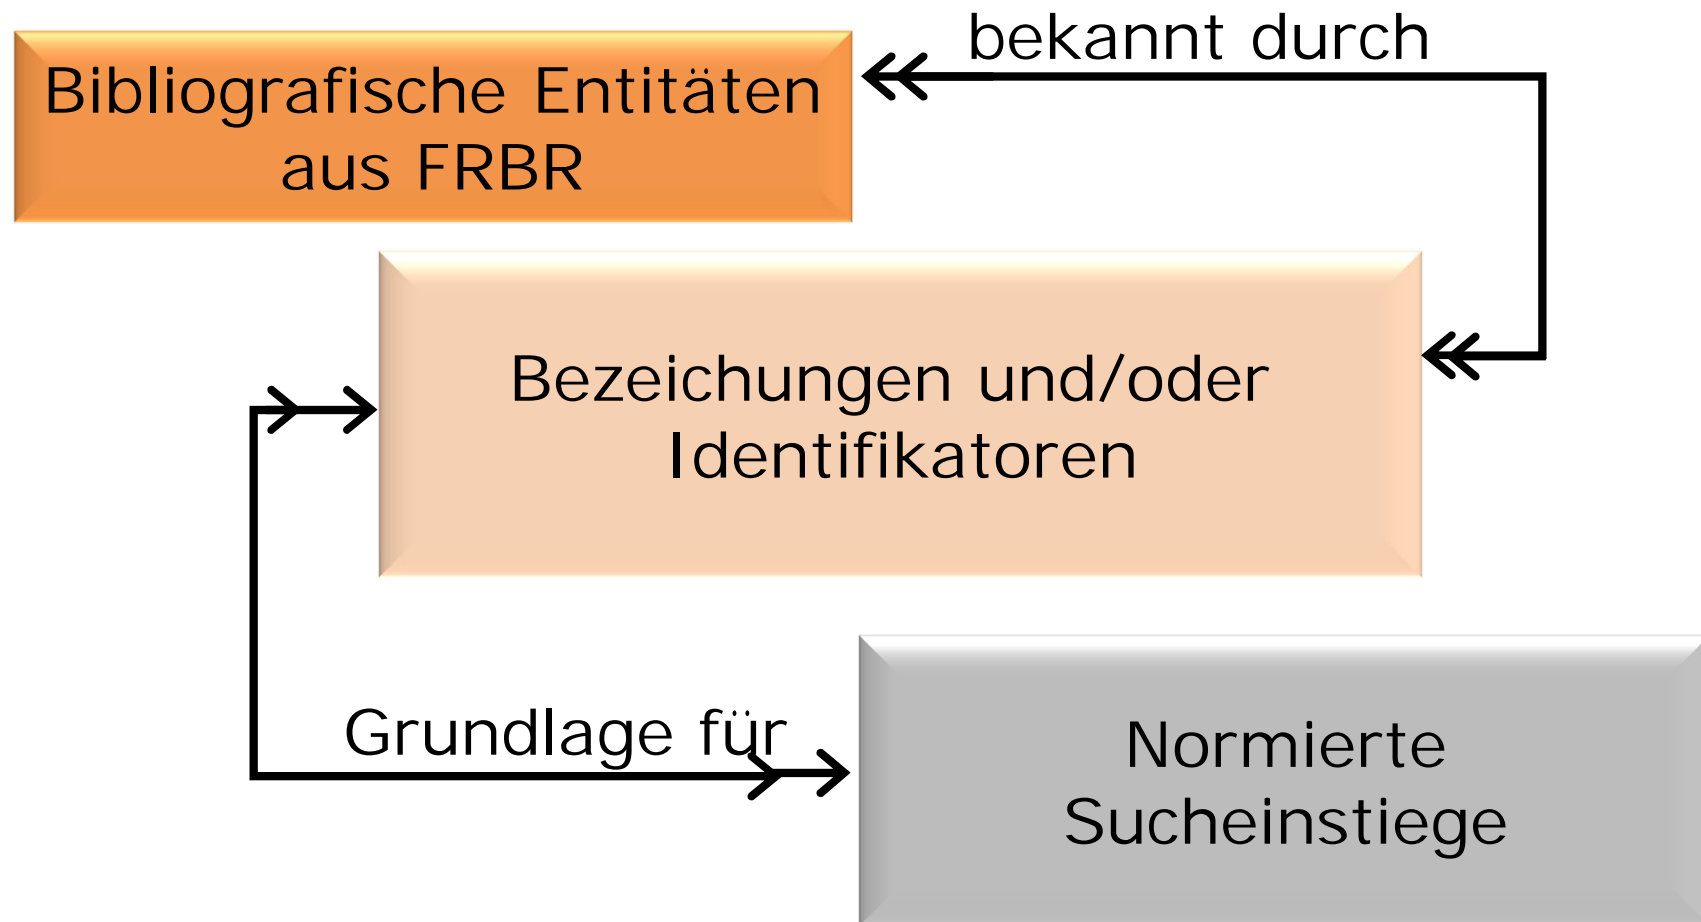 bekannt durch
Bibliografische Entitäten
aus FRBR
Bezeichungen und/oder
Identifikatoren
Grundlage für
Normierte
Sucheinstiege